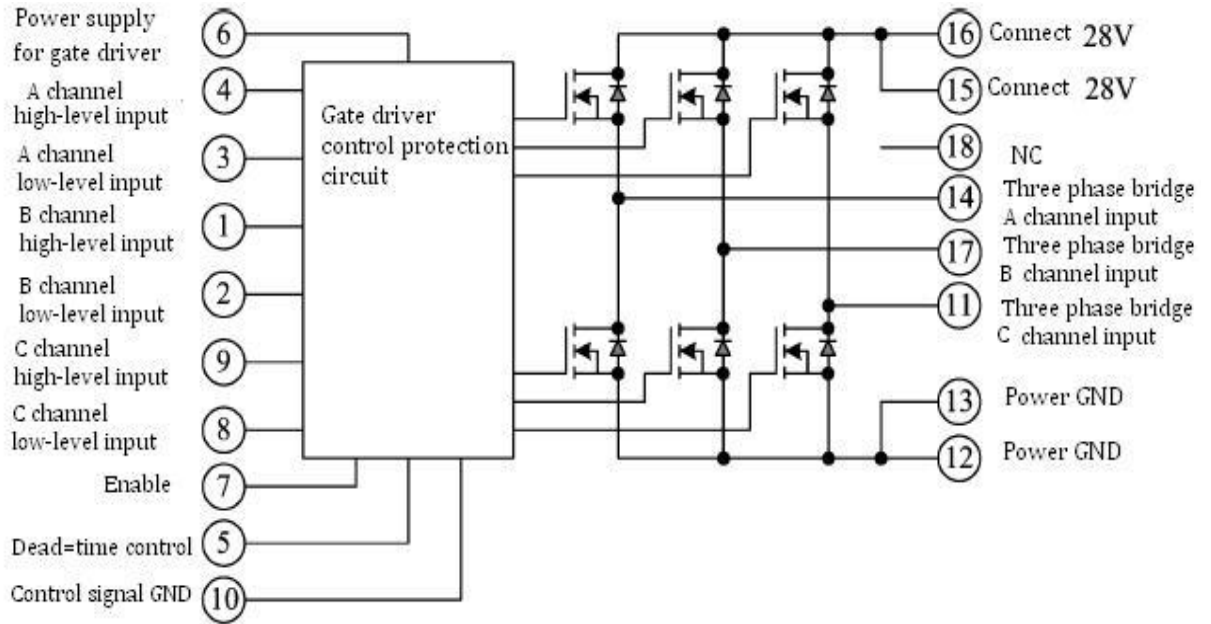 Power supply
for gate driver
6
A channel
high-level input
4
A channel
low-level input
3
B channel
high-level input
1
B channel
low-level input
2
C channel
high-level input
9
C channel
low-level input
8
Enable
7
Dead=time control
5
Control signal GND
10
Gate driver
control protection
circuit
16
Connect 28V
15
Connect 28V
18
NC
14
Three phase bridge
A channel input
17
Three phase bridge
B channel input
11
Three phase bridge
C channel input
13
Power GND
12
Power GND